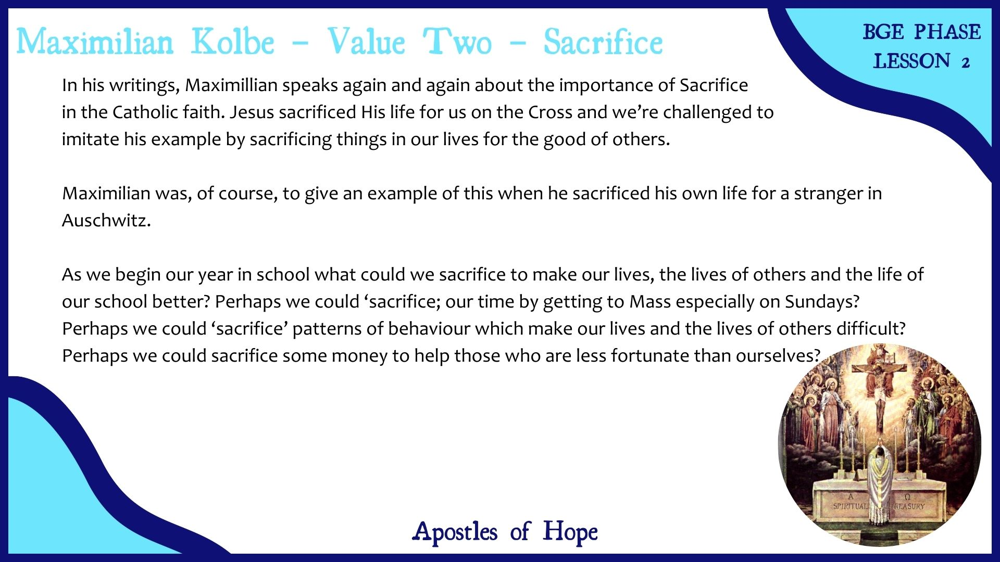 Maximilian Kolbe – Value Two – Sacrifice
BGE PHASE
LESSON 2
In his writings, Maximillian speaks again and again about the importance of Sacrifice
in the Catholic faith. Jesus sacrificed His life for us on the Cross and we’re challenged to
imitate his example by sacrificing things in our lives for the good of others.
Maximilian was, of course, to give an example of this when he sacrificed his own life for a stranger in
Auschwitz.
As we begin our year in school what could we sacrifice to make our lives, the lives of others and the life of
our school better? Perhaps we could ‘sacrifice; our time by getting to Mass especially on Sundays?
Perhaps we could ‘sacrifice’ patterns of behaviour which make our lives and the lives of others difficult?
Perhaps we could sacrifice some money to help those who are less fortunate than ourselves?
Α Ω
SPIRITUAL TREASURY
Apostles of Hope